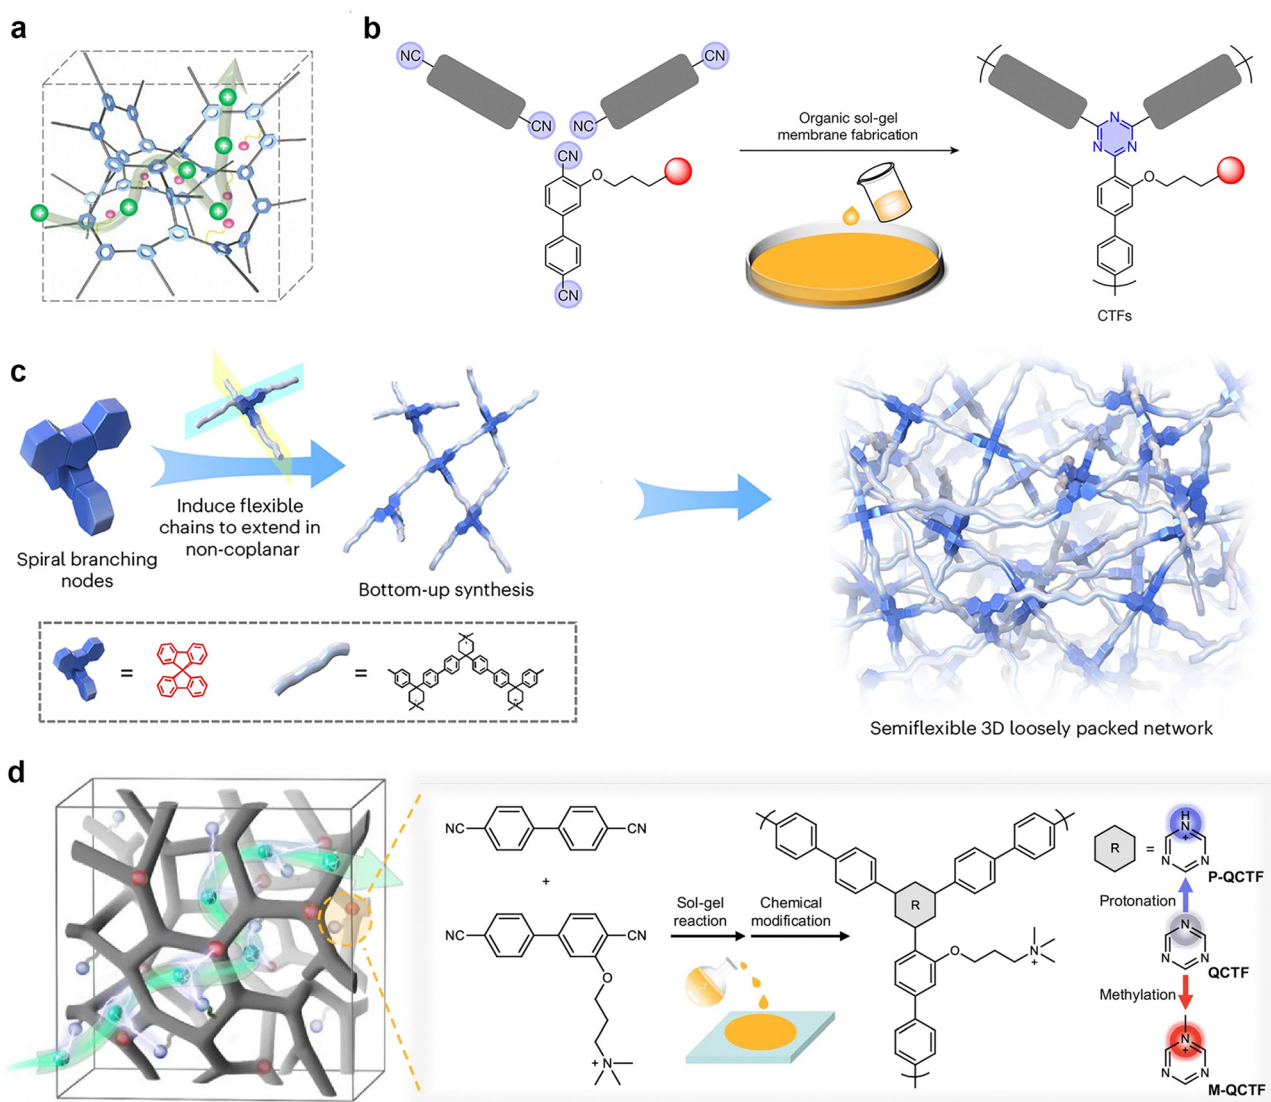 a
b
NC
CN
CN
NC
CN
O
CN
Organic sol-gel
membrane fabrication
N
N
N
O
CTFs
c
Induce flexible
chains to extend in
non-coplanar
Spiral branching
nodes
Bottom-up synthesis
=
=
Semiflexible 3D loosely packed network
d
NC
CN
+
NC
CN
O
+
N
Sol-gel
reaction
Chemical
modification
R
O
N
+
R
=
H
N
+
N
N
P-QCTF
Protonation
N
N
N
QCTF
Methylation
N
+
N
N
M-QCTF